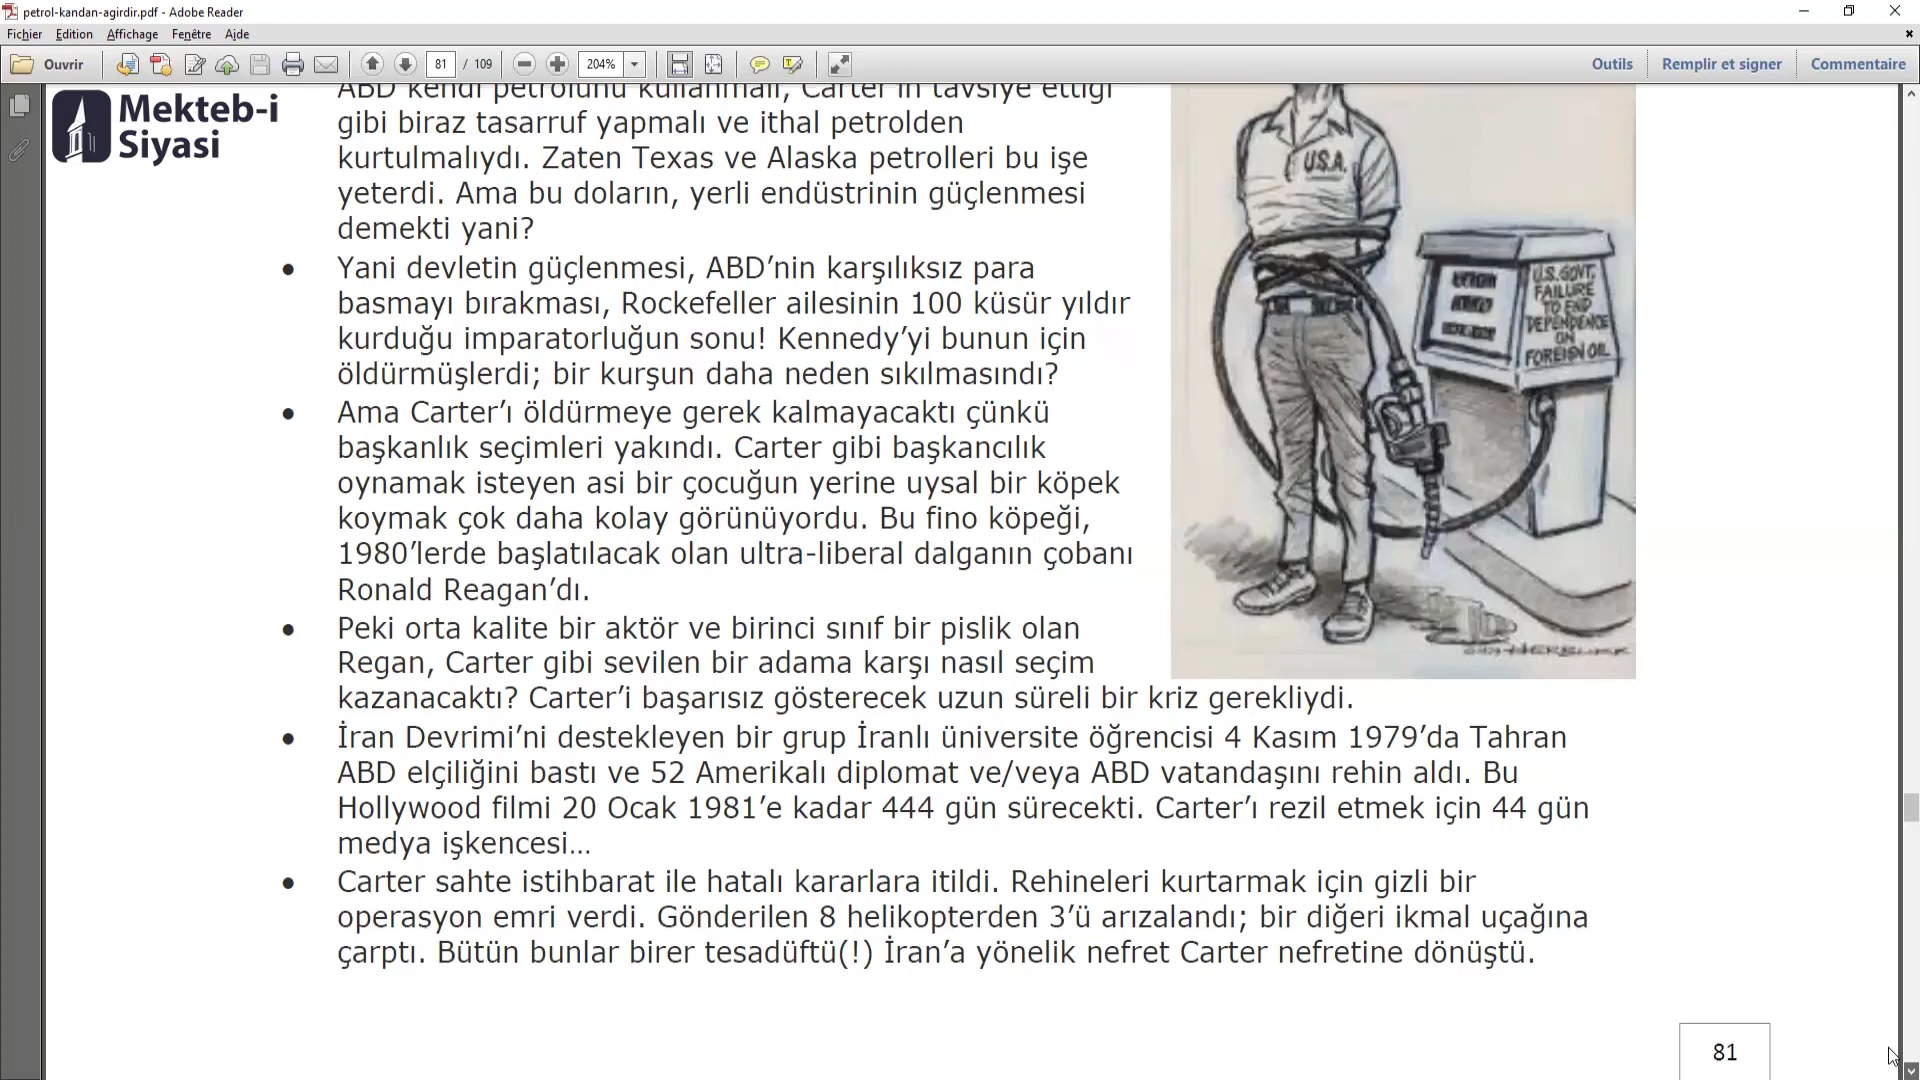 petrol-kandan-agirdir.pdf - Adobe Reader
Fichier Edition Affichage Fenêtre Aide
Ouvrir 81 / 109 204% Outils Remplir et signer Commentaire
Mekteb-i
Siyasi
ABD kendi petrolünü kullanmalı, Carter'ın tavsiye ettiği
gibi biraz tasarruf yapmalı ve ithal petrolden
kurtulmalıydı. Zaten Texas ve Alaska petrolleri bu işe
yeterdi. Ama bu doların, yerli endüstrinin güçlenmesi
demekti yani?
• Yani devletin güçlenmesi, ABD’nin karşılıksız para
basmayı bırakması, Rockefeller ailesinin 100 küsür yıldır
kurduğu imparatorluğun sonu! Kennedy’yi bunun için
öldürmüşlerdi; bir kurşun daha neden sıkılmasındı?
• Ama Carter’ı öldürmeye gerek kalmayacaktı çünkü
başkanlık seçimleri yakındı. Carter gibi başkancılık
oynamak isteyen asi bir çocuğun yerine uysal bir köpek
koymak çok daha kolay görünüyordu. Bu fino köpeği,
1980’lerde başlatılacak olan ultra-liberal dalganın çobanı
Ronald Reagan’dı.
• Peki orta kalite bir aktör ve birinci sınıf bir pislik olan
Regan, Carter gibi sevilen bir adama karşı nasıl seçim
kazanacaktı? Carter’i başarısız gösterecek uzun süreli bir kriz gerekliydi.
• İran Devrimi’ni destekleyen bir grup İranlı üniversite öğrencisi 4 Kasım 1979’da Tahran
ABD elçiliğini bastı ve 52 Amerikalı diplomat ve/veya ABD vatandaşını rehin aldı. Bu
Hollywood filmi 20 Ocak 1981’e kadar 444 gün sürecekti. Carter’ı rezil etmek için 44 gün
medya işkencesi…
• Carter sahte istihbarat ile hatalı kararlara itildi. Rehineleri kurtarmak için gizli bir
operasyon emri verdi. Gönderilen 8 helikopterden 3’ü arızalandı; bir diğeri ikmal uçağına
çarptı. Bütün bunlar birer tesadüftü(!) İran’a yönelik nefret Carter nefretine dönüştü.
U.S.A.
U.S. GOVT.
FAILURE
TO END
DEPENDENCE
ON
FOREIGN OIL
81